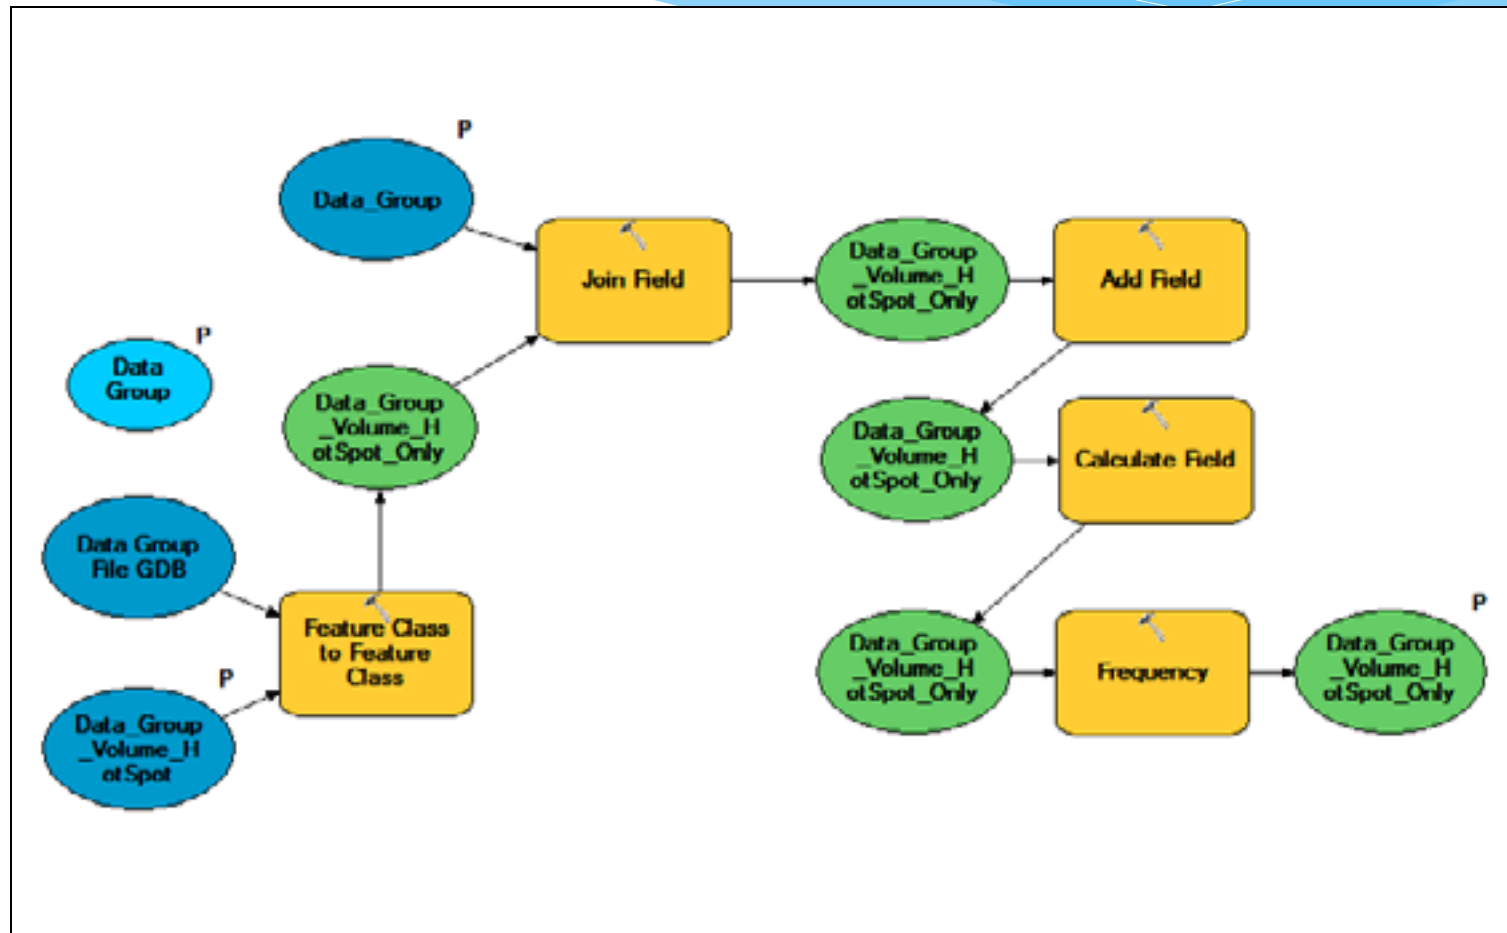 P
Data_Group
Join Field
Data_Group
_Volume_H
otSpot_Only
Add Field
P
Data
Group
Data_Group
_Volume_H
otSpot_Only
Data_Group
_Volume_H
otSpot_Only
Calculate Field
Data Group
File GDB
Feature Class
to Feature
Class
P
Data_Group
_Volume_H
otSpot
Data_Group
_Volume_H
otSpot_Only
Frequency
P
Data_Group
_Volume_H
otSpot_Only